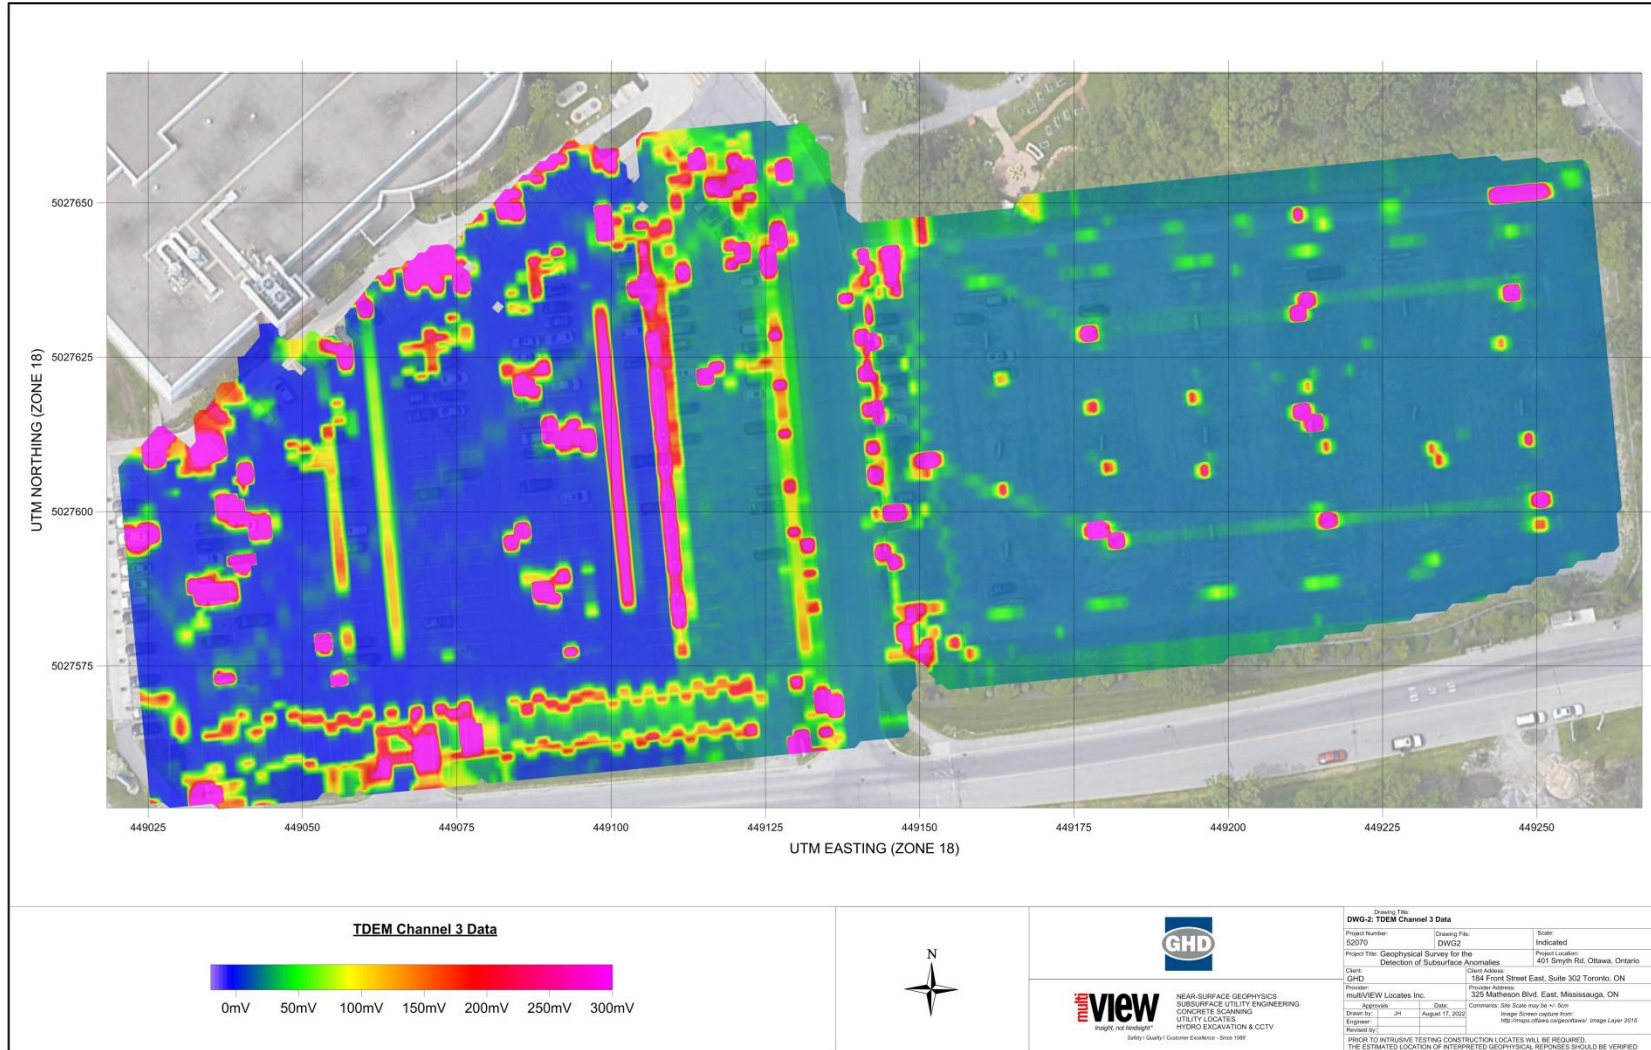 5027650
5027625
5027600
5027575
UTM NORTHING (ZONE 18)
449025
449050
449075
449100
449125
449150
449175
449200
449225
449250
UTM EASTING (ZONE 18)
TDEM Channel 3 Data
0mV
50mV
100mV
150mV
200mV
250mV
300mV
N
GHD
multiVIEW
Insight, not hindsight®
NEAR-SURFACE GEOPHYSICS
SUBSURFACE UTILITY ENGINEERING
CONCRETE SCANNING
UTILITY LOCATES
HYDRO EXCAVATION & CCTV
Safety \ Quality \ Customer Excellence - Since 1989
Drawing Title:
DWG-2: TDEM Channel 3 Data
Project Number:
52070
Drawing File:
DWG2
Scale:
Indicated
Project Title: Geophysical Survey for the
Detection of Subsurface Anomalies
Project Location:
401 Smyth Rd, Ottawa, Ontario
Client:
GHD
Client Address:
184 Front Street East, Suite 302 Toronto, ON
Provider:
multiVIEW Locates Inc.
Provider Address:
325 Matheson Blvd. East, Mississauga, ON
Approvals
Date:
Comments: Site Scale may be +/- 5cm
Drawn by: JH
August 17, 2022
Image Screen capture from:
http://maps.ottawa.ca/geoottawa/ Image Layer 2015
Engineer:
Revised by:
PRIOR TO INTRUSIVE TESTING CONSTRUCTION LOCATES WILL BE REQUIRED.
THE ESTIMATED LOCATION OF INTERPRETED GEOPHYSICAL REPONSES SHOULD BE VERIFIED